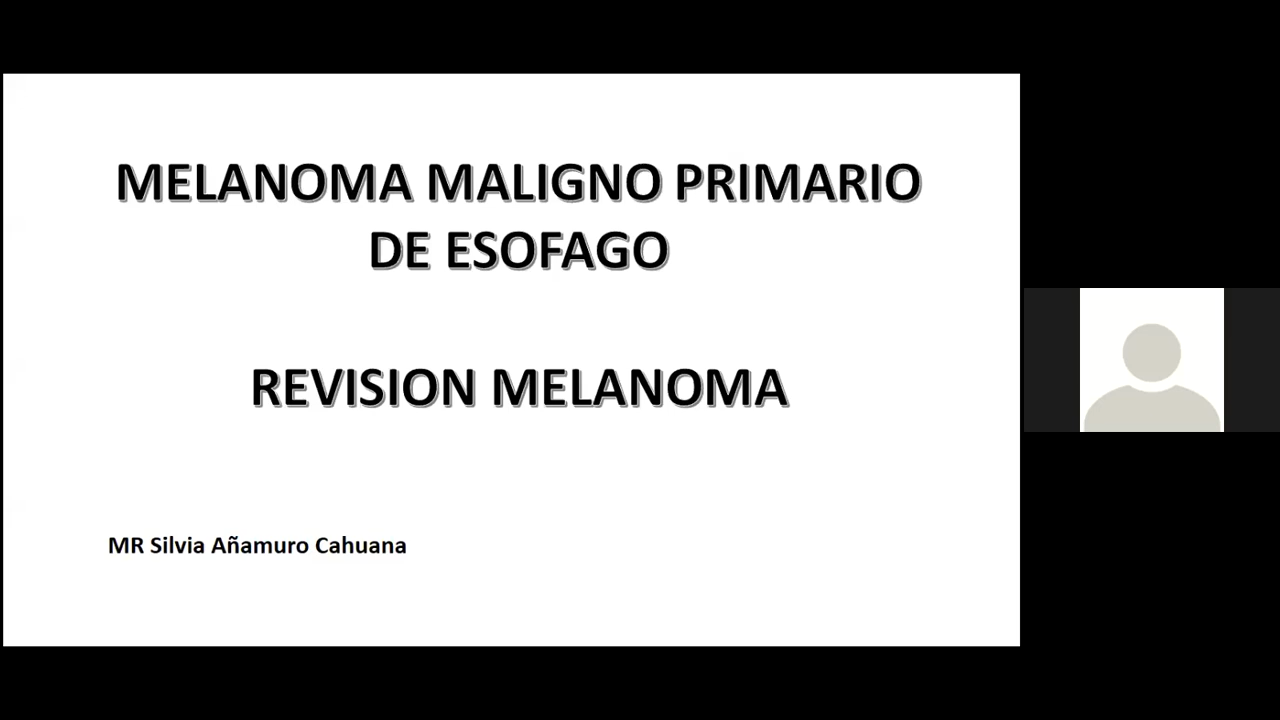 MELANOMA MALIGNO PRIMARIO
DE ESOFAGO
REVISION MELANOMA
MR Silvia Añamuro Cahuana